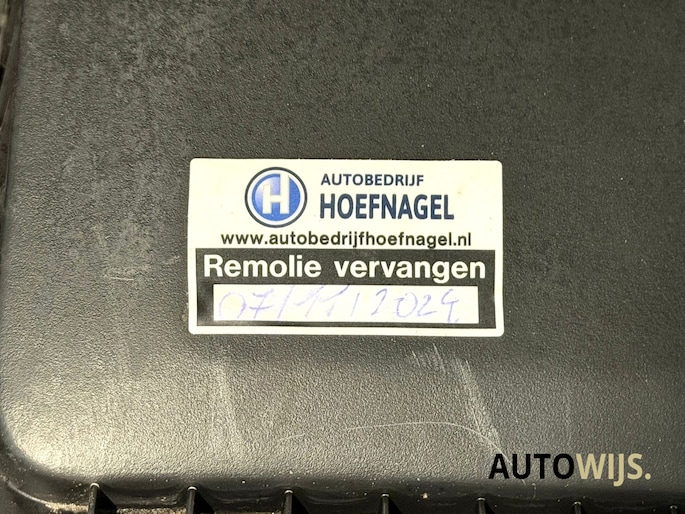 H
AUTOBEDRIJF
HOEFNAGEL
www.autobedrijfhoefnagel.nl
Remolie vervangen
07/11/2024
AUTOWIJS.